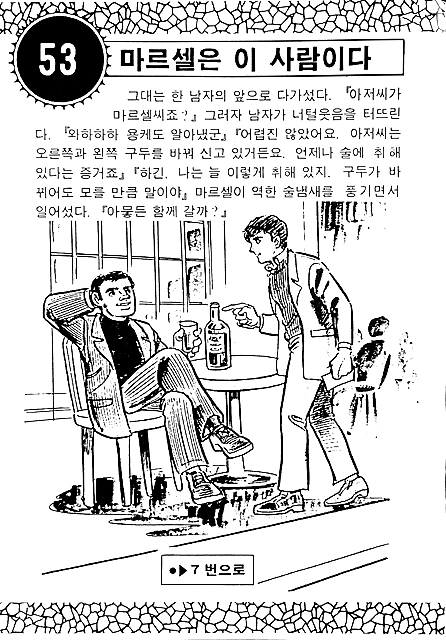 53
마르셀은 이 사람이다
그대는 한 남자의 앞으로 다가섰다. 『아저씨가
마르셀씨죠?』 그러자 남자가 너털웃음을 터뜨린
다. 『와하하하 용케도 알아냈군』『어렵진 않았어요. 아저씨는
오른쪽과 왼쪽 구두를 바꿔 신고 있거든요. 언제나 술에 취해
있다는 증거죠』『하긴, 나는 늘 이렇게 취해 있지. 구두가 바
뀌어도 모를 만큼 말이야』 마르셀이 역한 술냄새를 풍기면서
일어섰다. 『아뭏든 함께 갈까?』
●▶7번으로